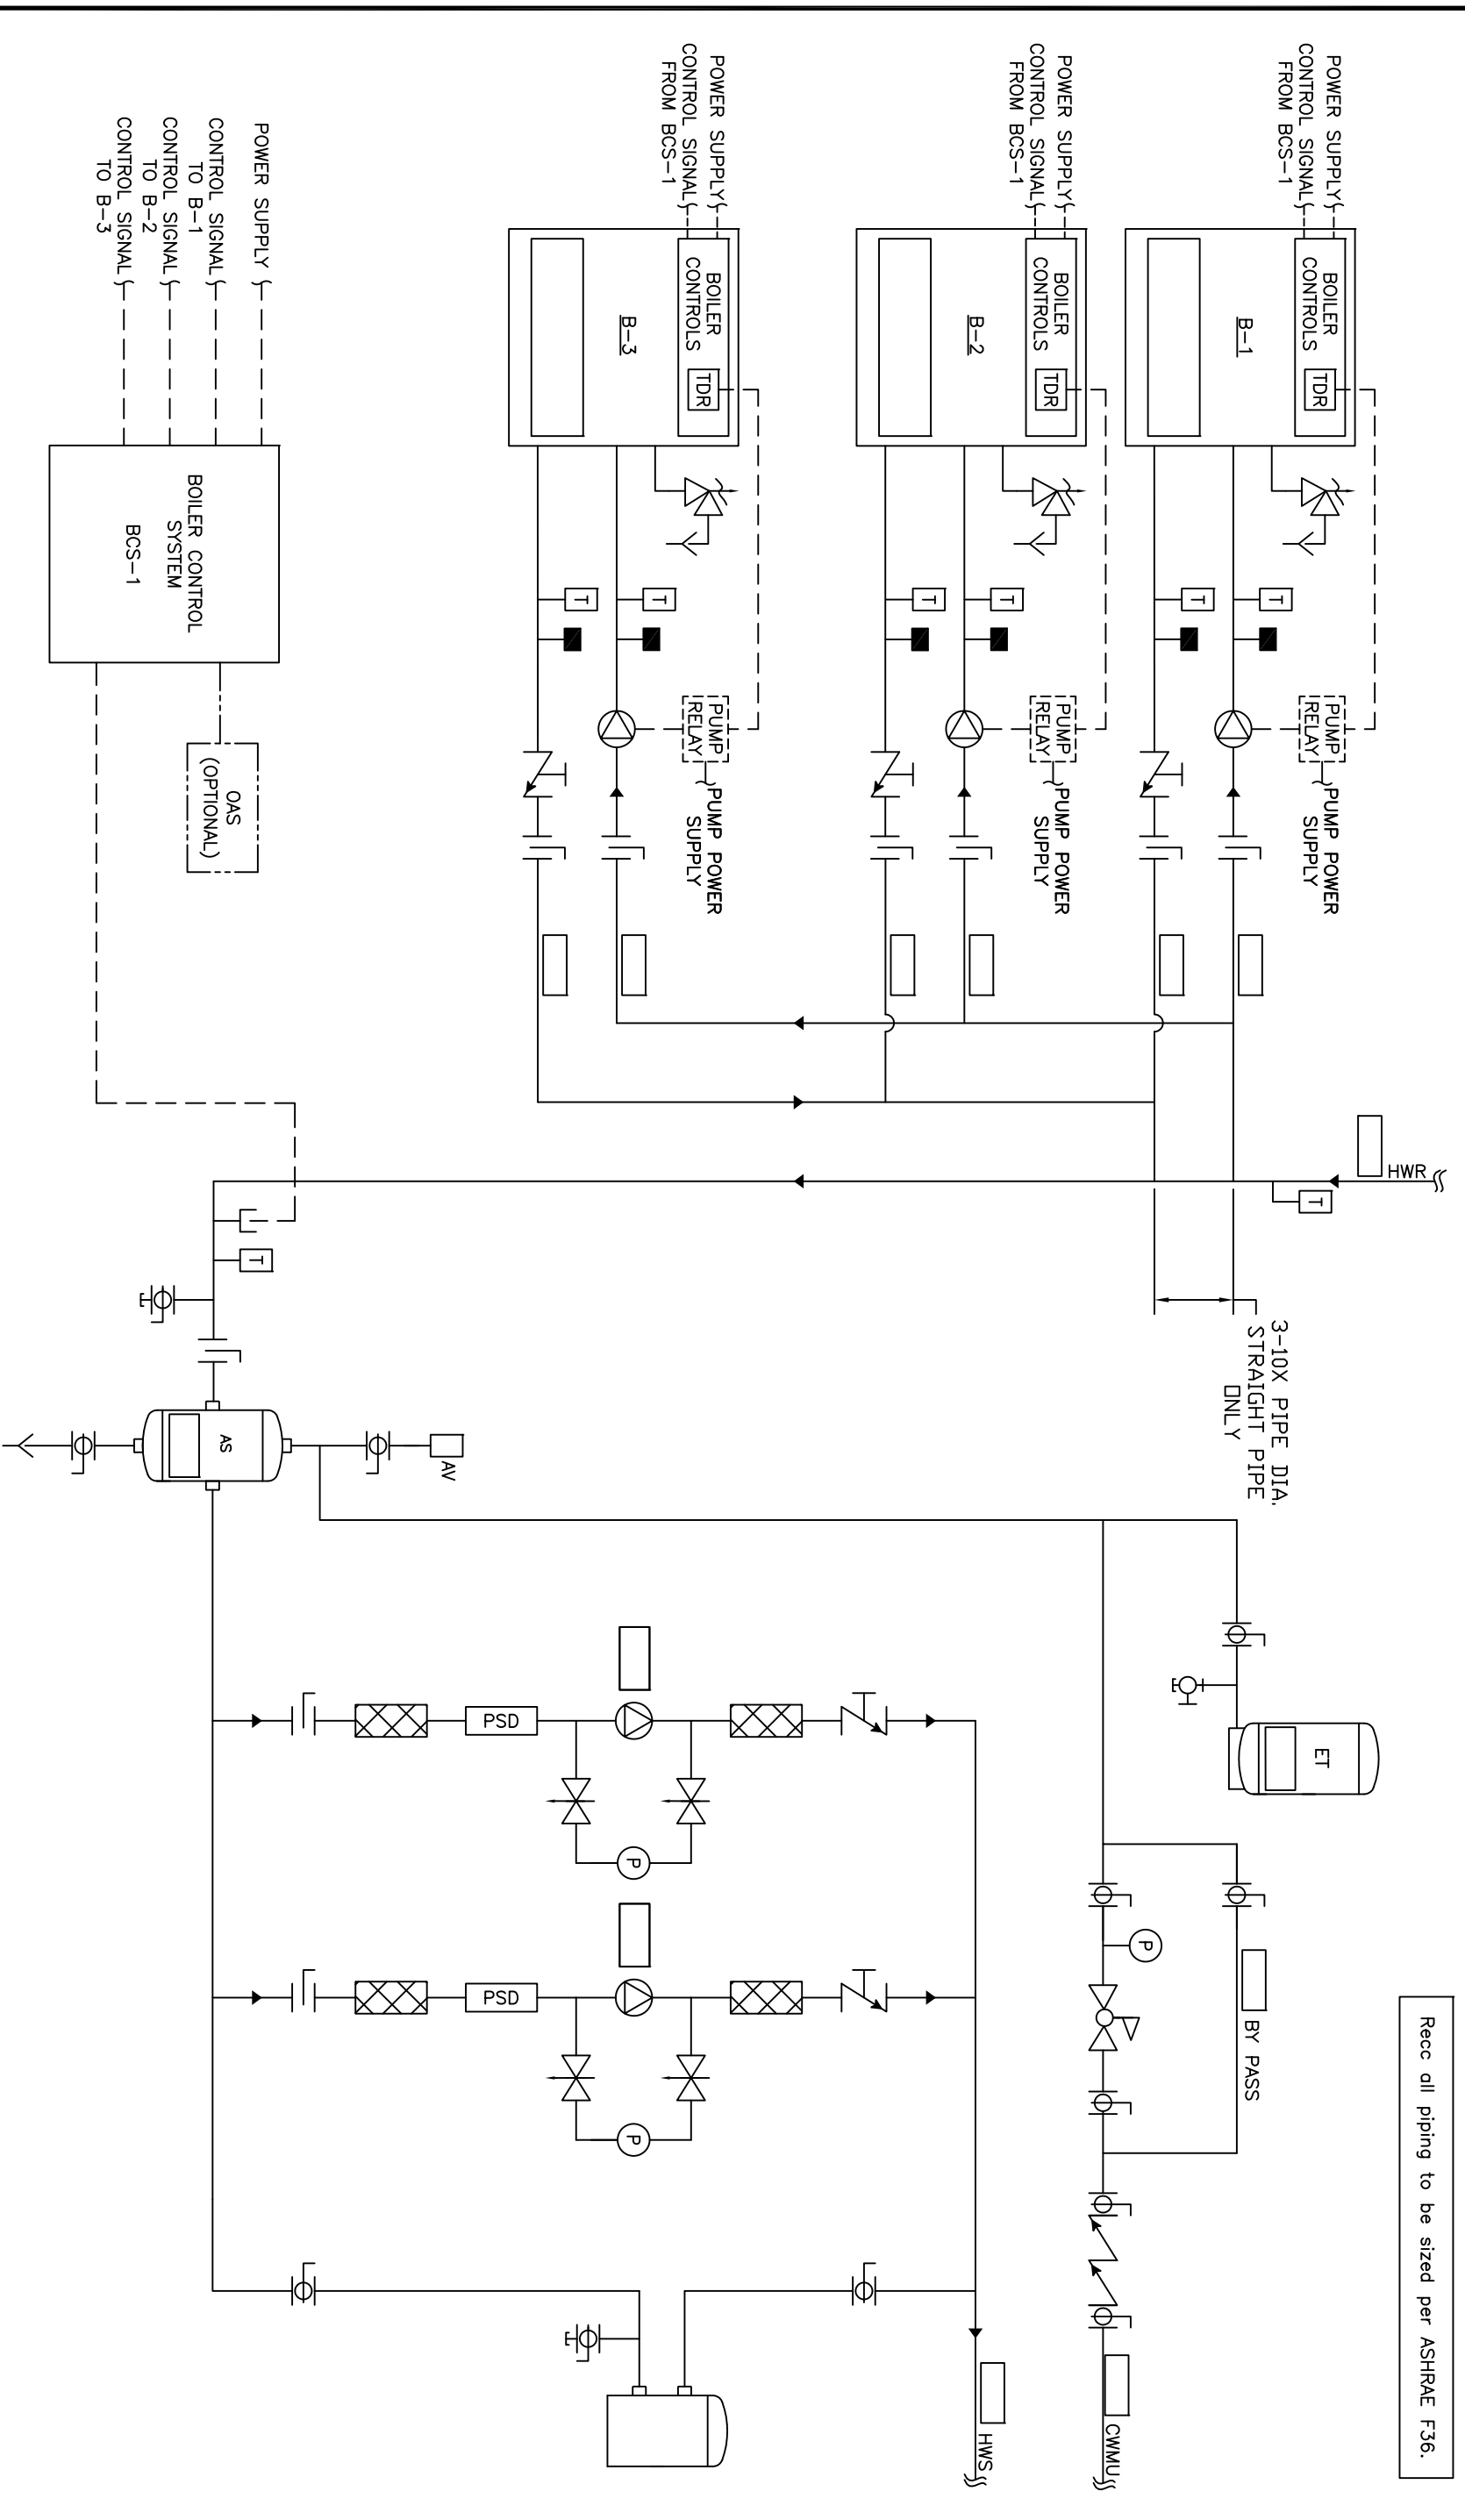 POWER SUPPLY
CONTROL SIGNAL
FROM BCS-1
BOILER
CONTROLS
TDR
B-3
T
T
PUMP
RELAY
PUMP POWER
SUPPLY
POWER SUPPLY
CONTROL SIGNAL
FROM BCS-1
BOILER
CONTROLS
TDR
B-2
T
T
PUMP
RELAY
PUMP POWER
SUPPLY
POWER SUPPLY
CONTROL SIGNAL
FROM BCS-1
BOILER
CONTROLS
TDR
B-1
T
T
PUMP
RELAY
PUMP POWER
SUPPLY
POWER SUPPLY
CONTROL SIGNAL
TO B-1
CONTROL SIGNAL
TO B-2
CONTROL SIGNAL
TO B-3
BOILER CONTROL
SYSTEM
BCS-1
OAS
(OPTIONAL)
HWR
T
T
3-10X PIPE DIA.
STRAIGHT PIPE
ONLY
AS
AV
ET
PSD
P
PSD
P
P
BY PASS
HWS
CWMU
Recc all piping to be sized per ASHRAE F36.